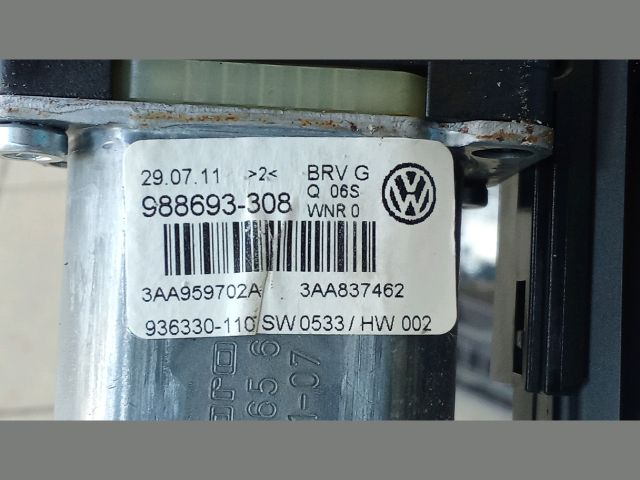 29.07.11 >2< BRV G
Q 06S
988693-308 WNR 0
3AA959702A 3AA837462
936330-110 SW 0533 / HW 002